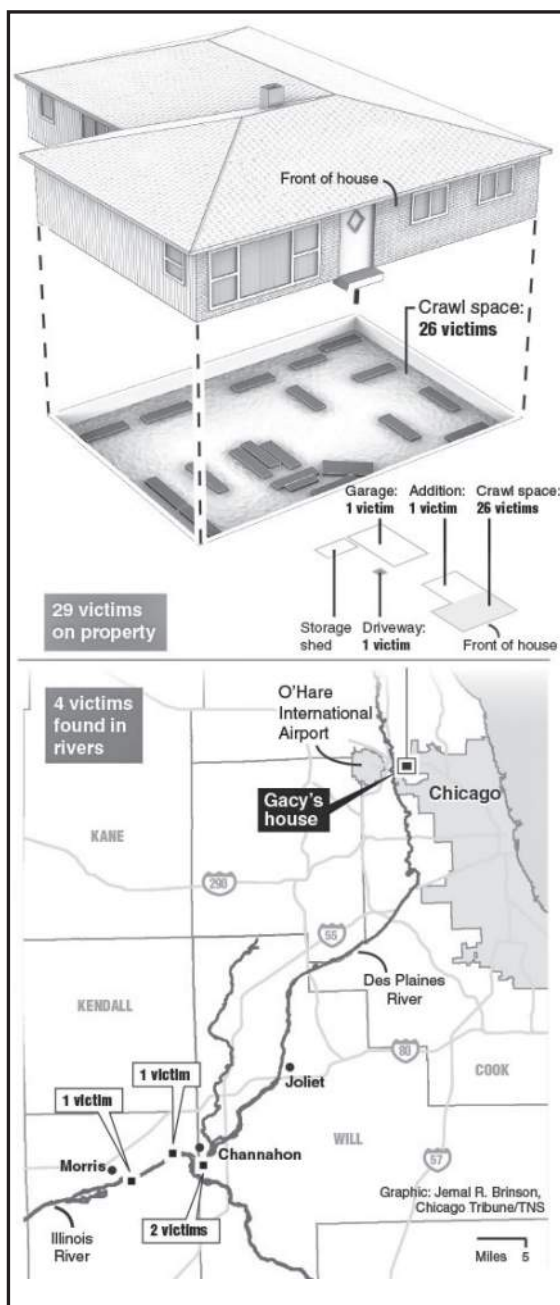 Front of house
Crawl space:
26 victims
Garage:
1 victim
Addition:
1 victim
Crawl space:
26 victims
Storage
shed
Driveway:
1 victim
Front of house
29 victims
on property
4 victims
found in
rivers
O'Hare
International
Airport
Gacy's
house
Chicago
KANE
290
55
Des Plaines
River
KENDALL
80
COOK
Joliet
1 victim
1 victim
WILL
Channahon
Morris
57
2 victims
Illinois
River
Graphic: Jemal R. Brinson,
Chicago Tribune/TNS
Miles 5